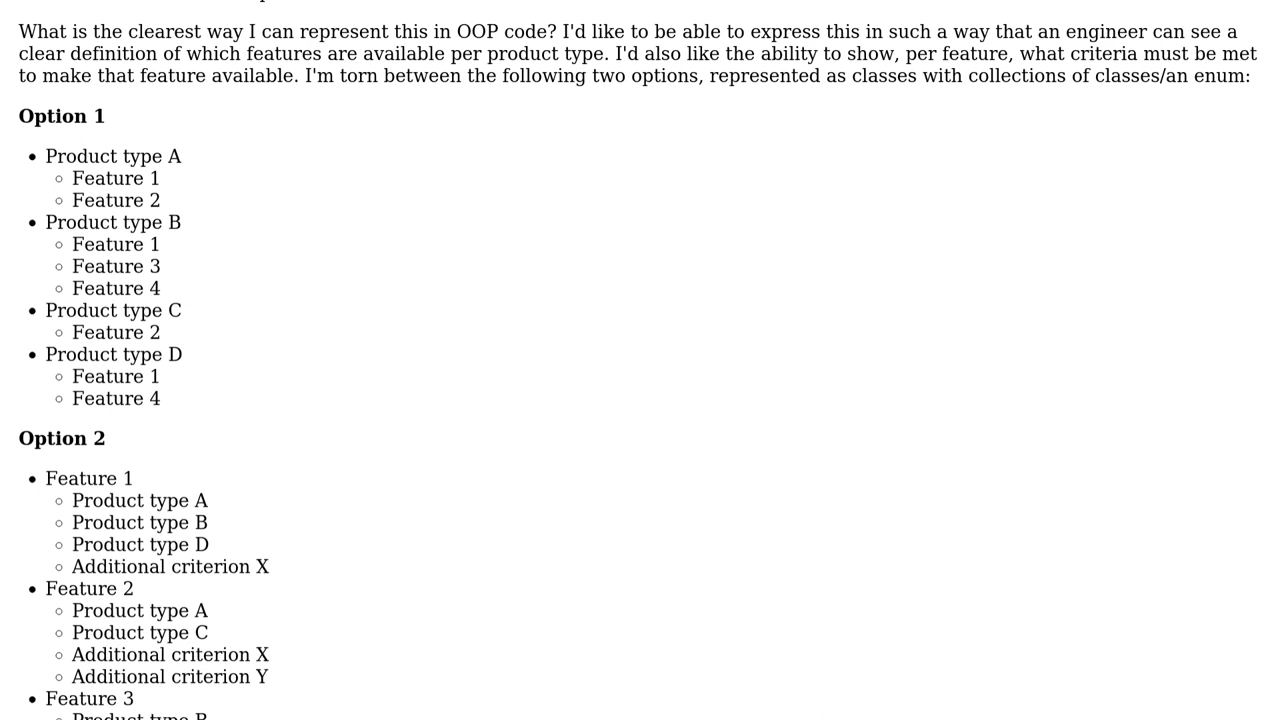 What is the clearest way I can represent this in OOP code? I'd like to be able to express this in such a way that an engineer can see a
clear definition of which features are available per product type. I'd also like the ability to show, per feature, what criteria must be met
to make that feature available. I'm torn between the following two options, represented as classes with collections of classes/an enum:
Option 1
• Product type A
◦ Feature 1
◦ Feature 2
• Product type B
◦ Feature 1
◦ Feature 3
◦ Feature 4
• Product type C
◦ Feature 2
• Product type D
◦ Feature 1
◦ Feature 4
Option 2
• Feature 1
◦ Product type A
◦ Product type B
◦ Product type D
◦ Additional criterion X
• Feature 2
◦ Product type A
◦ Product type C
◦ Additional criterion X
◦ Additional criterion Y
• Feature 3
◦ Product type B